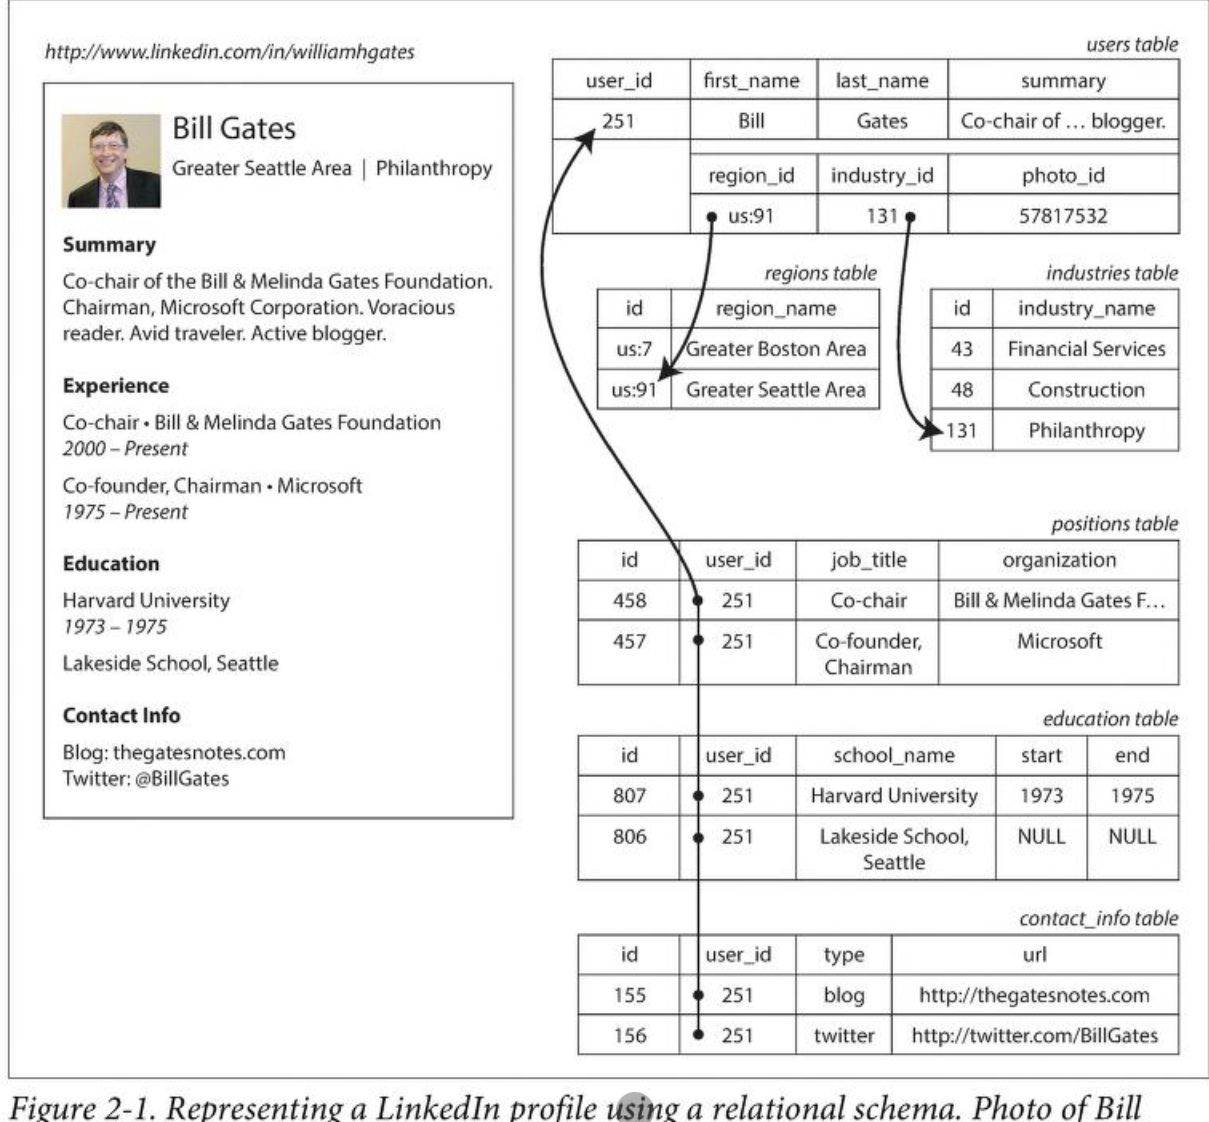 http://www.linkedin.com/in/williamhgates
Bill Gates
Greater Seattle Area | Philanthropy
Summary
Co-chair of the Bill & Melinda Gates Foundation.
Chairman, Microsoft Corporation. Voracious
reader. Avid traveler. Active blogger.
Experience
Co-chair • Bill & Melinda Gates Foundation
2000 – Present
Co-founder, Chairman • Microsoft
1975 – Present
Education
Harvard University
1973 – 1975
Lakeside School, Seattle
Contact Info
Blog: thegatesnotes.com
Twitter: @BillGates
users table
user_id first_name last_name summary
251 Bill Gates Co-chair of … blogger.
region_id industry_id photo_id
us:91 131 57817532
regions table
id region_name
us:7 Greater Boston Area
us:91 Greater Seattle Area
industries table
id industry_name
43 Financial Services
48 Construction
131 Philanthropy
positions table
id user_id job_title organization
458 251 Co-chair Bill & Melinda Gates F…
457 251 Co-founder, Microsoft
Chairman
education table
id user_id school_name start end
807 251 Harvard University 1973 1975
806 251 Lakeside School, NULL NULL
Seattle
contact_info table
id user_id type url
155 251 blog http://thegatesnotes.com
156 251 twitter http://twitter.com/BillGates
Figure 2-1. Representing a LinkedIn profile using a relational schema. Photo of Bill